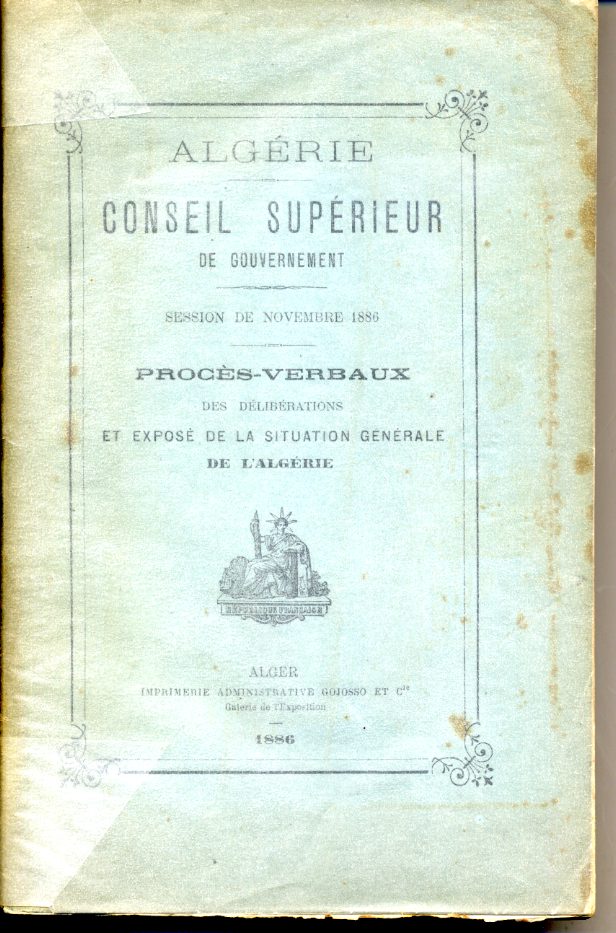 ALGÉRIE
CONSEIL SUPÉRIEUR
DE GOUVERNEMENT
SESSION DE NOVEMBRE 1886
PROCÈS-VERBAUX
DES DÉLIBÉRATIONS
ET EXPOSÉ DE LA SITUATION GÉNÉRALE
DE L'ALGÉRIE
RÉPUBLIQUE FRANÇAISE
ALGER
IMPRIMERIE ADMINISTRATIVE GOJOSSO ET Cie
Galerie de l'Exposition
1886